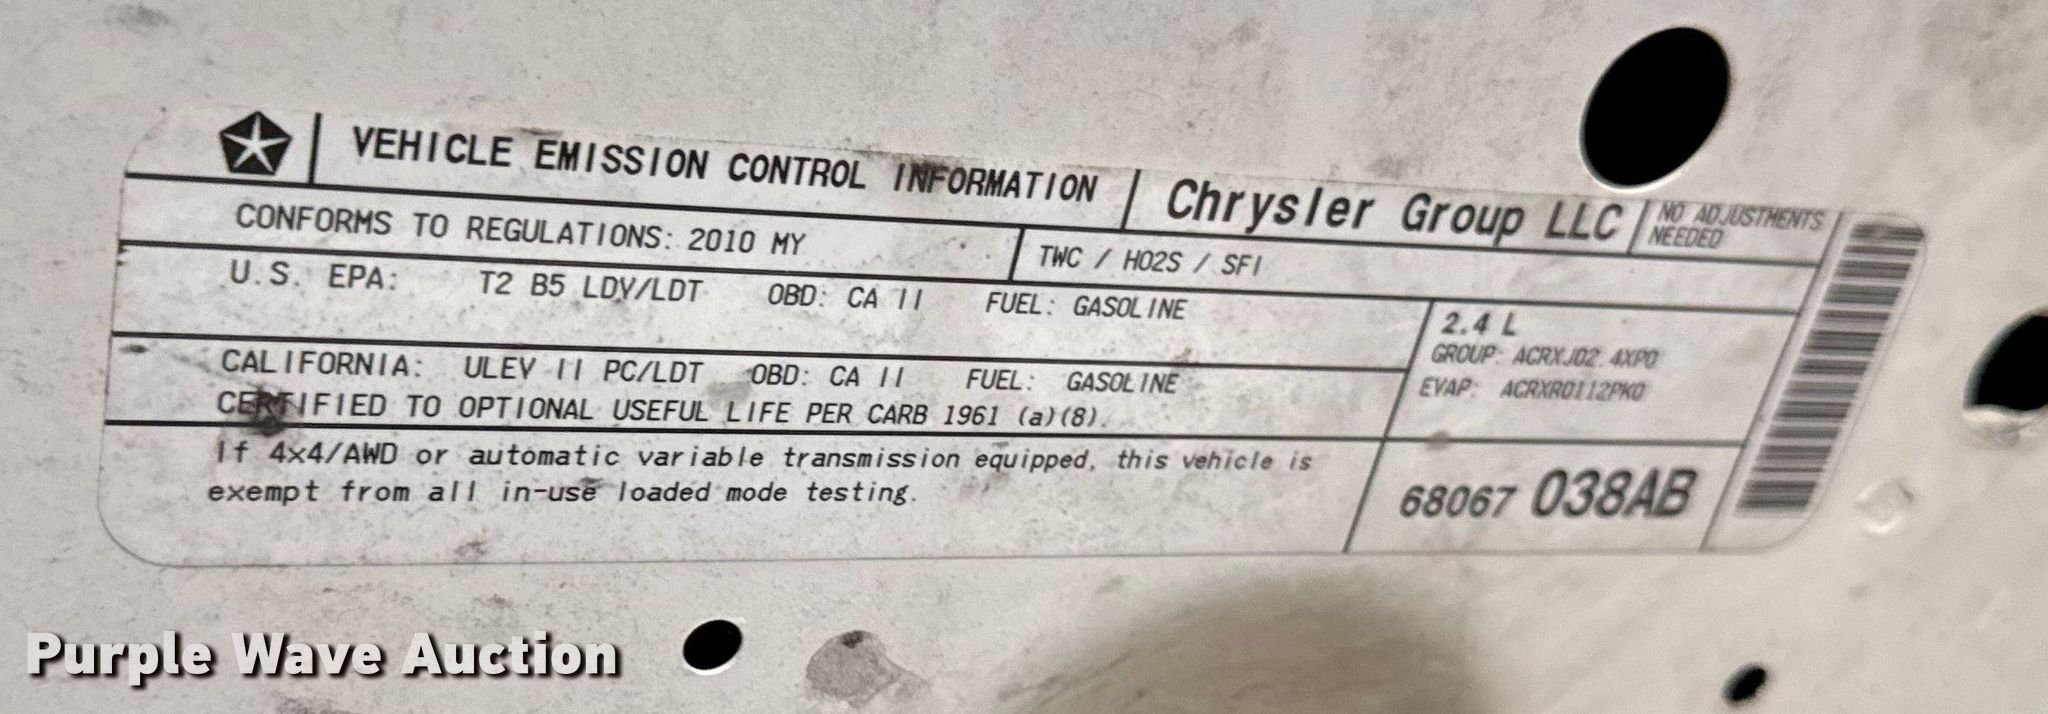 VEHICLE EMISSION CONTROL INFORMATION
Chrysler Group LLC
NO ADJUSTMENTS
NEEDED
CONFORMS TO REGULATIONS: 2010 MY
TWC / HO2S / SFI
U.S. EPA: T2 B5 LDV/LDT OBD: CA II FUEL: GASOLINE
2.4 L
GROUP: ACRXJ02.4XP0
EVAP: ACRXR0112PK0
CALIFORNIA: ULEV II PC/LDT OBD: CA II FUEL: GASOLINE
CERTIFIED TO OPTIONAL USEFUL LIFE PER CARB 1961 (a)(8).
If 4x4/AWD or automatic variable transmission equipped, this vehicle is
exempt from all in-use loaded mode testing.
68067 038AB
Purple Wave Auction